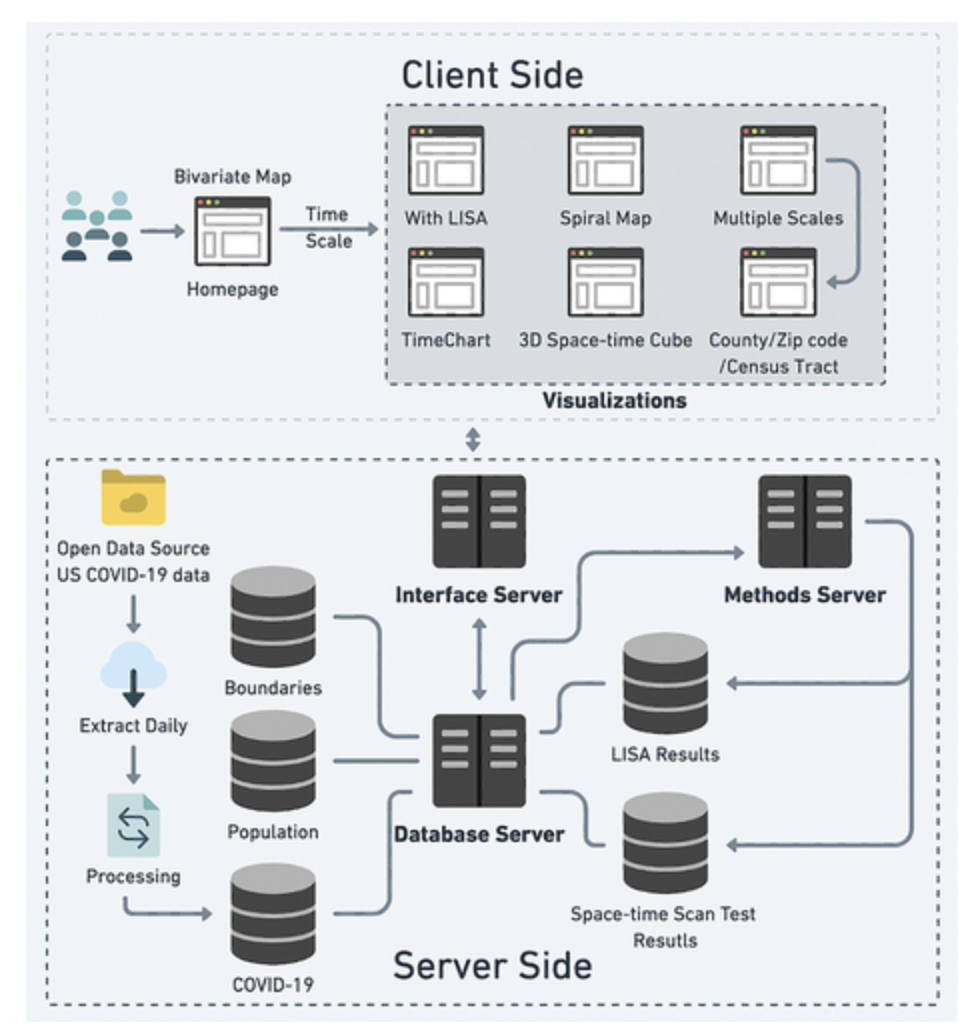 Client Side
Bivariate Map
Homepage
Time
Scale
With LISA
Spiral Map
Multiple Scales
TimeChart
3D Space-time Cube
County/Zip code
/Census Tract
Visualizations
Open Data Source
US COVID-19 data
Extract Daily
Processing
Boundaries
Population
COVID-19
Interface Server
Database Server
Methods Server
LISA Results
Space-time Scan Test
Resutls
Server Side